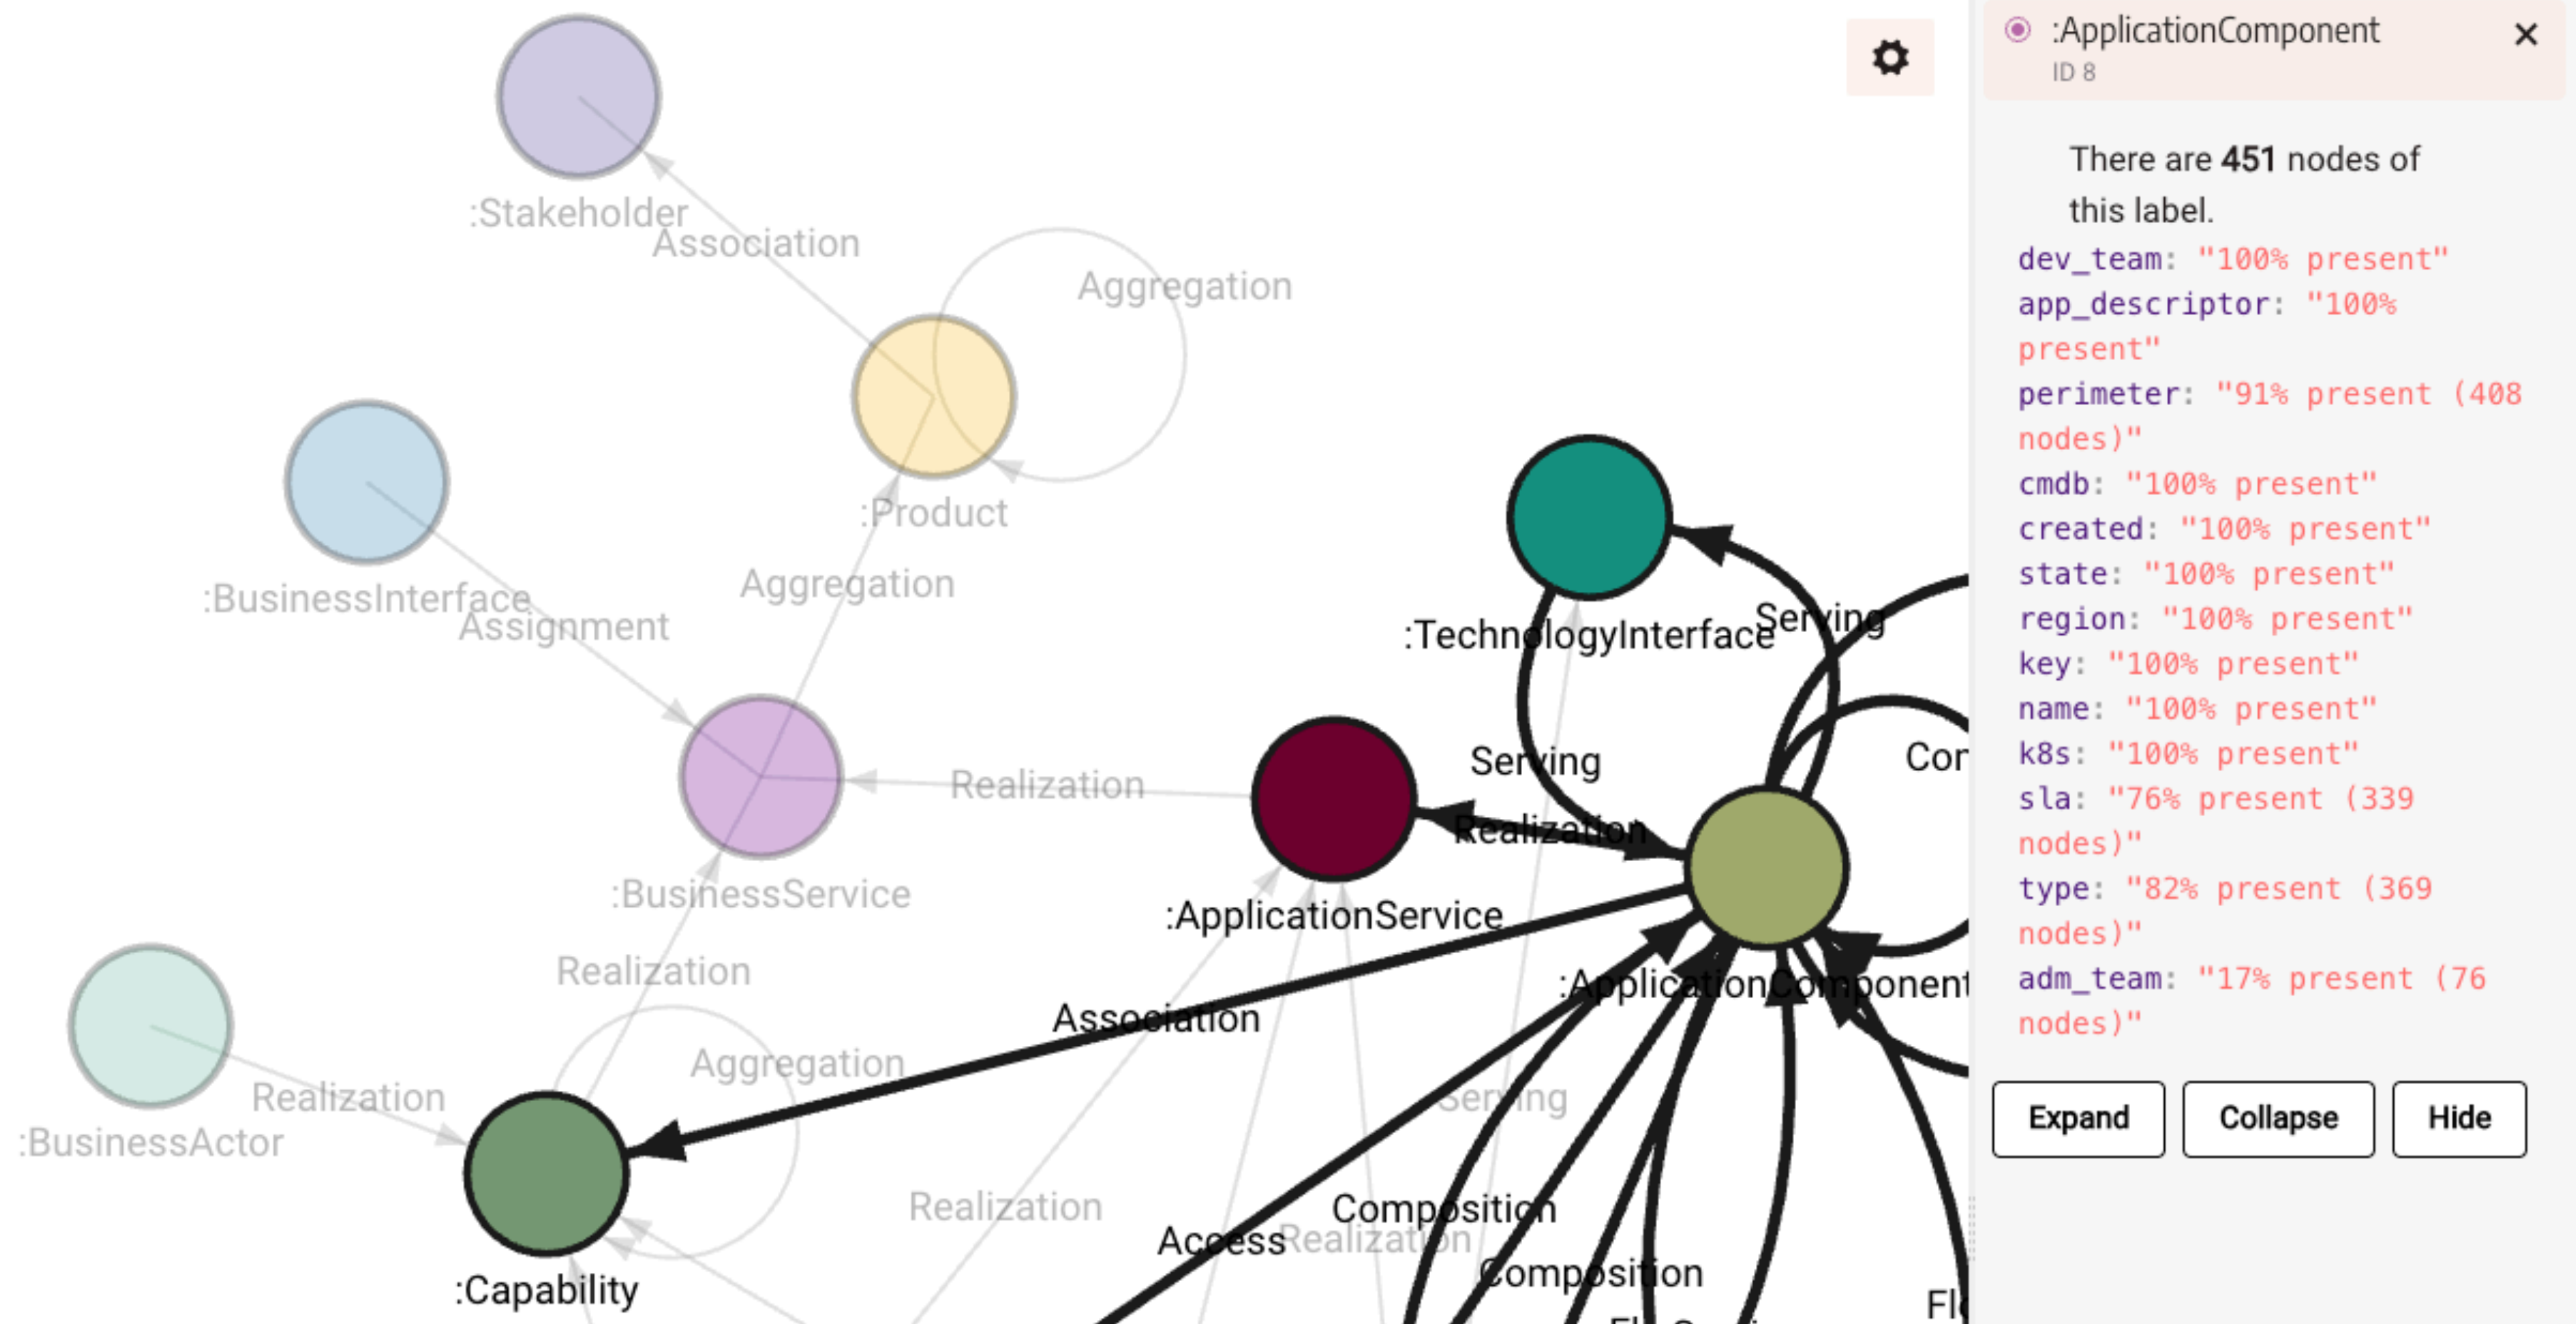 :Stakeholder
Association
Aggregation
:Product
:BusinessInterface
Assignment
Aggregation
:TechnologyInterface
Serving
Serving
Realization
Realization
:BusinessService
:ApplicationService
:ApplicationComponent
Realization
Association
Aggregation
Realization
:BusinessActor
Serving
Realization
Composition
Access
Realization
Composition
:Capability
:ApplicationComponent
ID 8
There are 451 nodes of
this label.
dev_team: "100% present"
app_descriptor: "100%
present"
perimeter: "91% present (408
nodes)"
cmdb: "100% present"
created: "100% present"
state: "100% present"
region: "100% present"
key: "100% present"
name: "100% present"
k8s: "100% present"
sla: "76% present (339
nodes)"
type: "82% present (369
nodes)"
adm_team: "17% present (76
nodes)"
Expand
Collapse
Hide